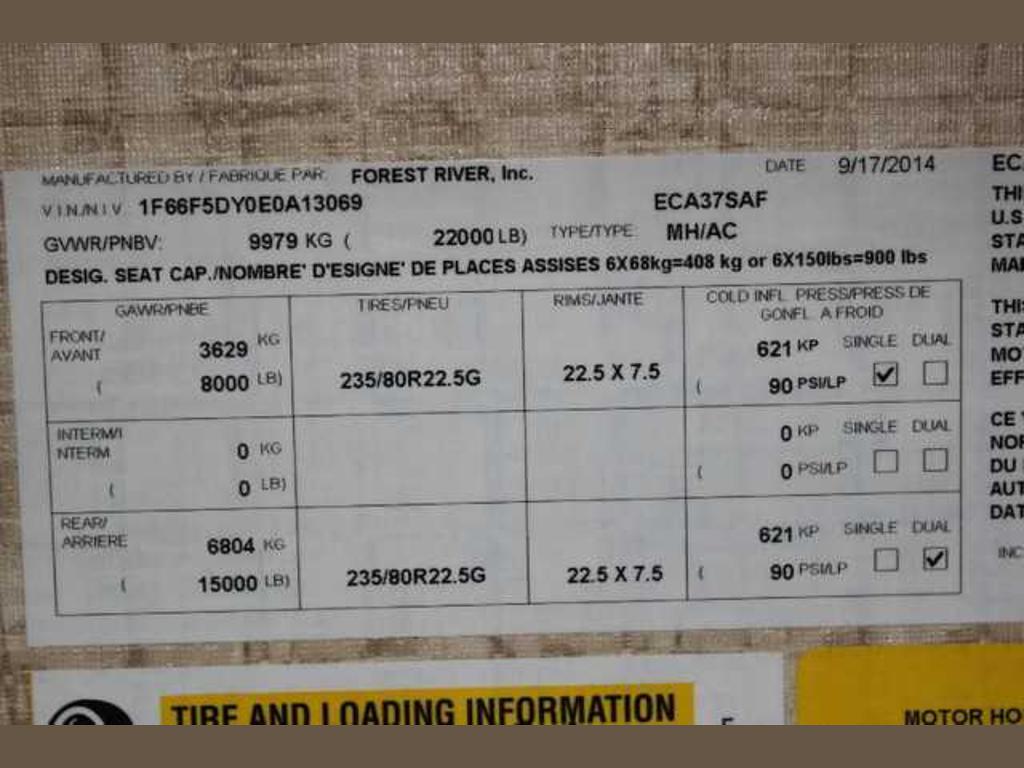 MANUFACTURED BY / FABRIQUE PAR: FOREST RIVER, Inc. DATE 9/17/2014
V.I.N./N.I.V. 1F66F5DY0E0A13069 ECA37SAF
GVWR/PNBV: 9979 KG ( 22000 LB) TYPE/TYPE: MH/AC
DESIG. SEAT CAP./NOMBRE' D'ESIGNE' DE PLACES ASSISES 6X68kg=408 kg or 6X150lbs=900 lbs
GAWR/PNBE TIRES/PNEU RIMS/JANTE COLD INFL. PRESS/PRESS DE
GONFL. A FROID
FRONT/
AVANT 3629 KG 621 KP SINGLE DUAL
( 8000 LB) 235/80R22.5G 22.5 X 7.5 ( 90 PSI/LP
INTERM/I
NTERM 0 KG 0 KP SINGLE DUAL
( 0 LB) ( 0 PSI/LP
REAR/
ARRIERE 6804 KG 621 KP SINGLE DUAL
( 15000 LB) 235/80R22.5G 22.5 X 7.5 ( 90 PSI/LP
U.S.
CE
DU
TIRE AND LOADING INFORMATION
MOTOR HO